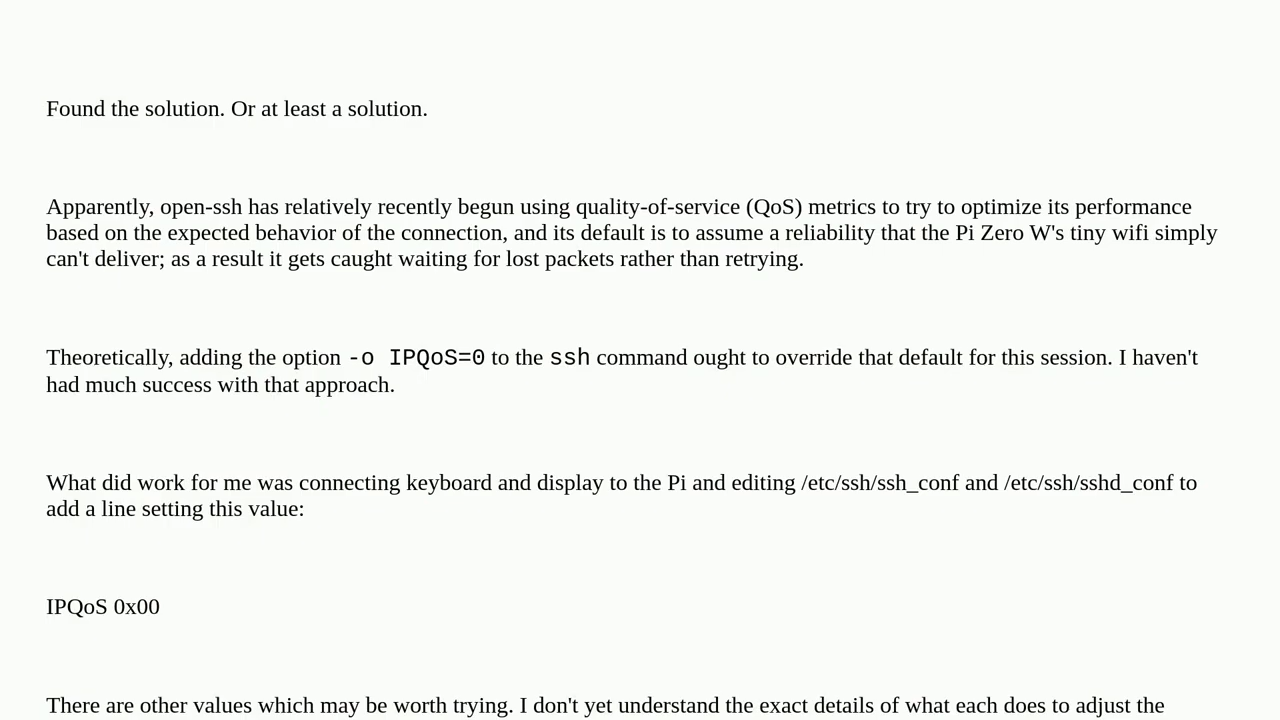 Found the solution. Or at least a solution.
Apparently, open-ssh has relatively recently begun using quality-of-service (QoS) metrics to try to optimize its performance
based on the expected behavior of the connection, and its default is to assume a reliability that the Pi Zero W's tiny wifi simply
can't deliver; as a result it gets caught waiting for lost packets rather than retrying.
Theoretically, adding the option -o IPQoS=0 to the ssh command ought to override that default for this session. I haven't
had much success with that approach.
What did work for me was connecting keyboard and display to the Pi and editing /etc/ssh/ssh_conf and /etc/ssh/sshd_conf to
add a line setting this value:
IPQoS 0x00
There are other values which may be worth trying. I don't yet understand the exact details of what each does to adjust the